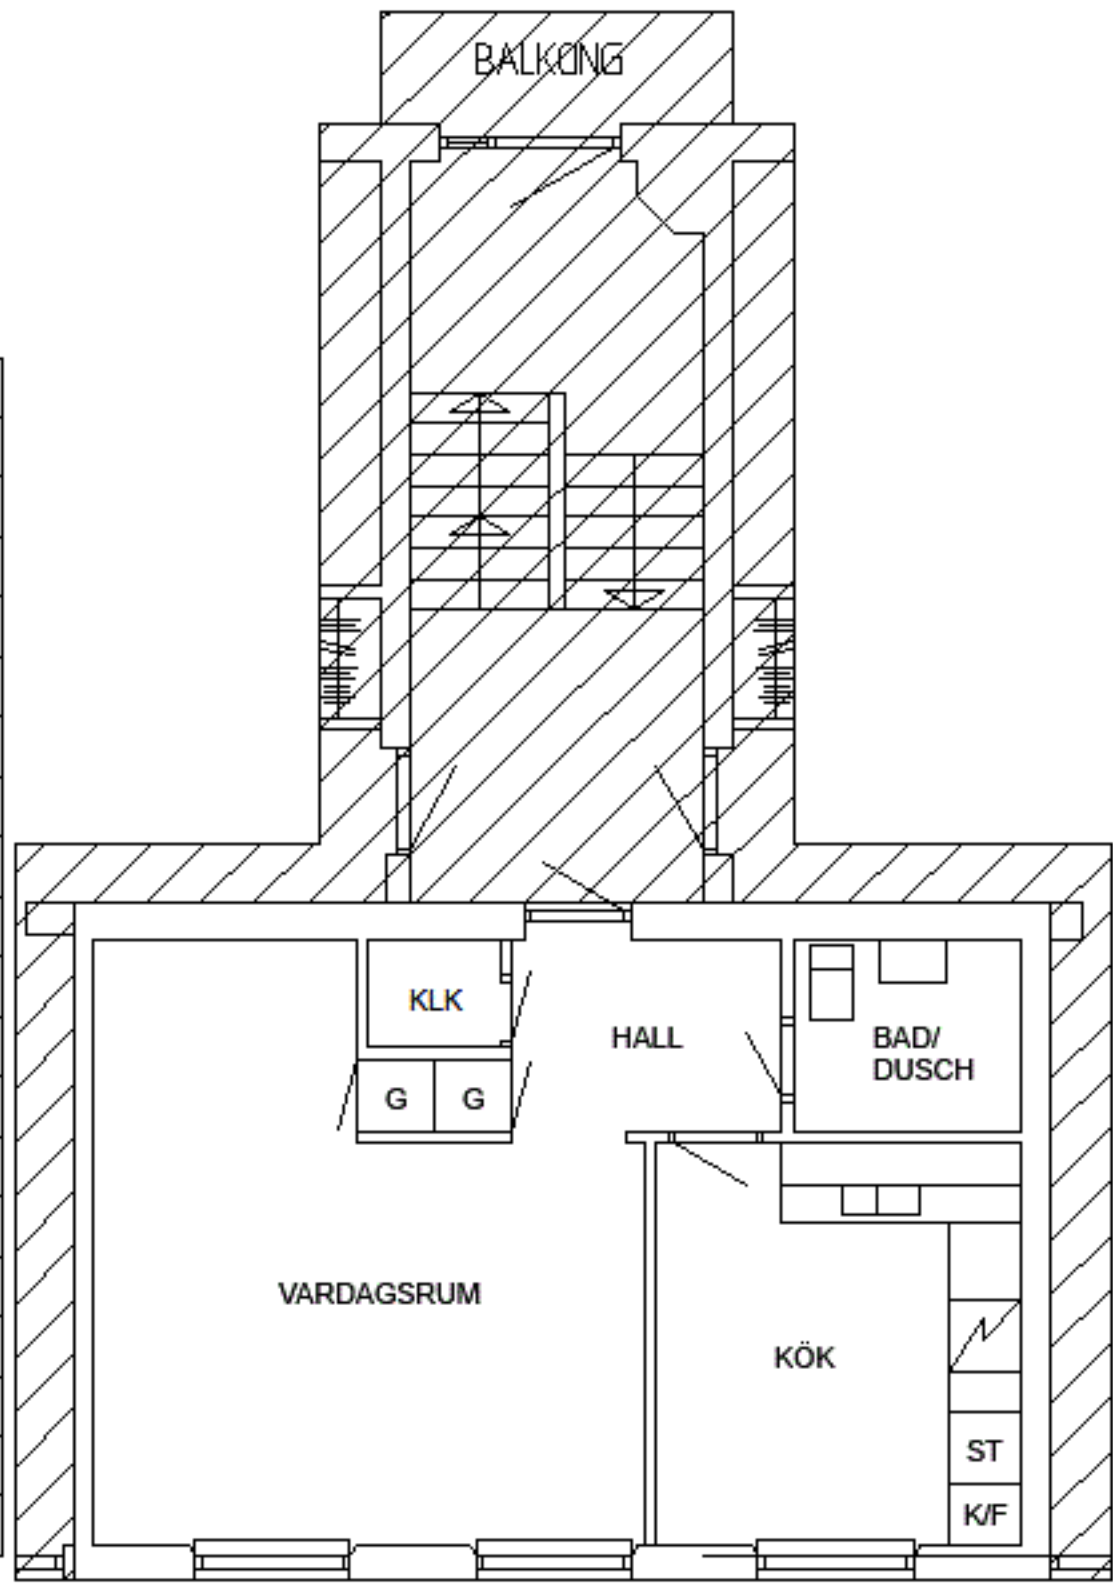 BALKONG
KLK
HALL
BAD/
DUSCH
G
G
VARDAGSRUM
KÖK
ST
K/F